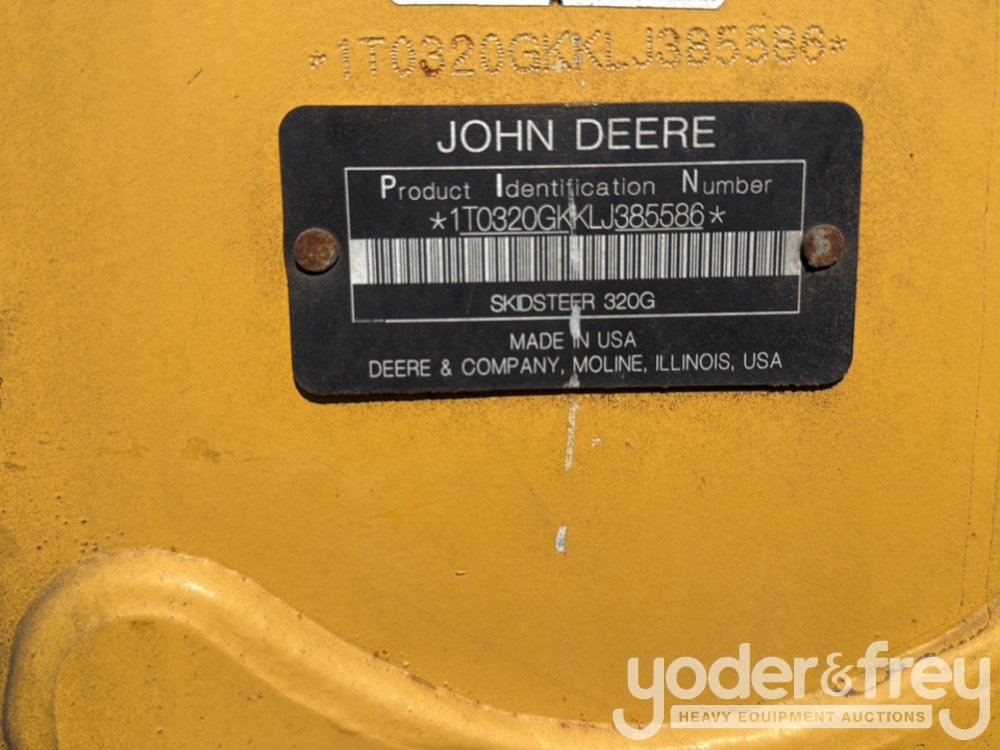 *1T0320GKKLJ385586*
JOHN DEERE
Product Identification Number
*1T0320GKKLJ385586*
SKIDSTEER 320G
MADE IN USA
DEERE & COMPANY, MOLINE, ILLINOIS, USA
yoder&frey
HEAVY EQUIPMENT AUCTIONS